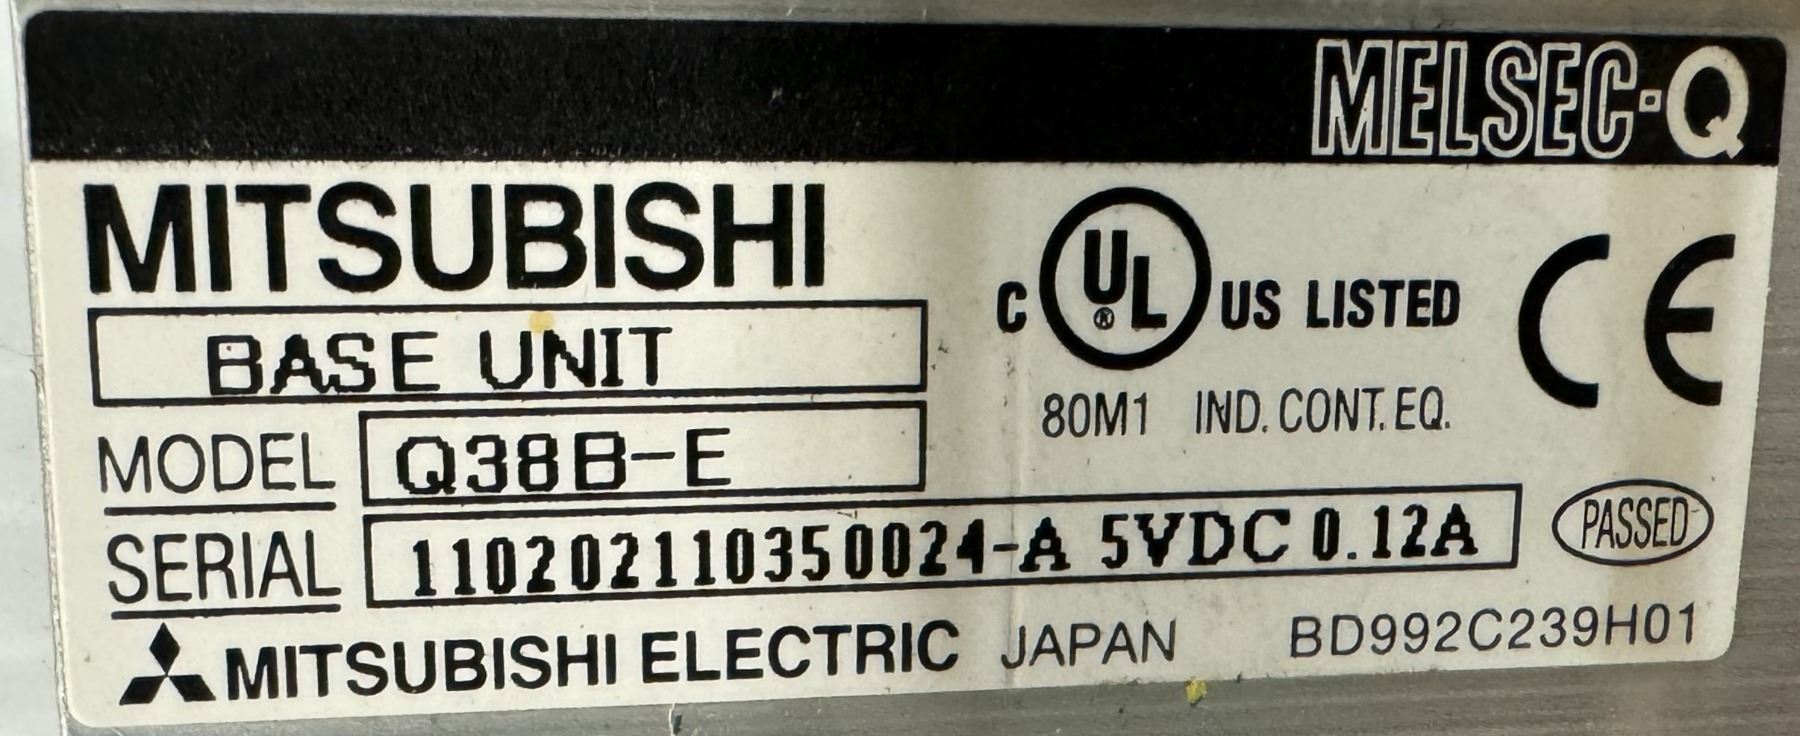 MELSEC-Q
MITSUBISHI
BASE UNIT
C UL® US LISTED CE
80M1 IND. CONT. EQ.
MODEL Q38B-E
SERIAL 110202110350024-A 5VDC 0.12A PASSED
MITSUBISHI ELECTRIC JAPAN BD992C239H01